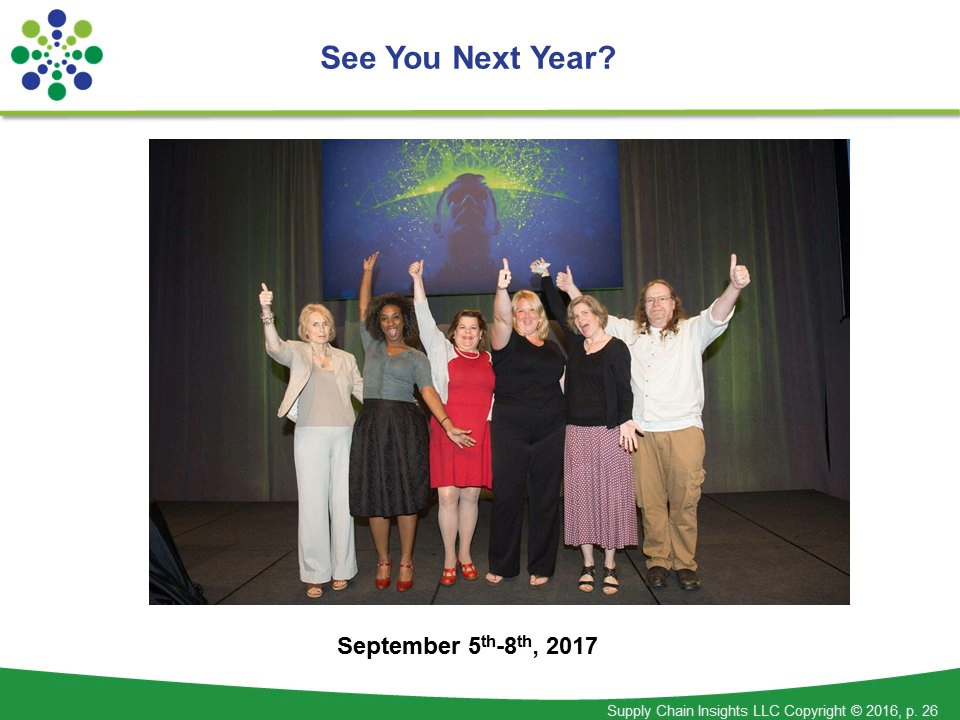 See You Next Year?
September 5th-8th, 2017
Supply Chain Insights LLC Copyright © 2016, p. 26